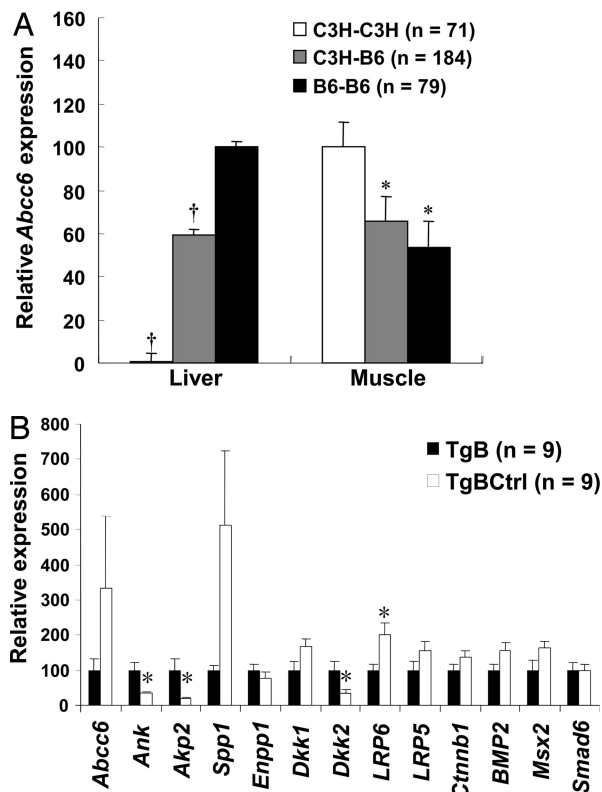 A
Relative Abcc6 expression
160
140
120
100
80
60
40
20
0
C3H-C3H (n = 71)
C3H-B6 (n = 184)
B6-B6 (n = 79)
†
†
*
*
Liver
Muscle
B
Relative expression
800
700
600
500
400
300
200
100
0
TgB (n = 9)
TgBCtrl (n = 9)
*
*
*
*
Abcc6
Ank
Akp2
Spp1
Enpp1
Dkk1
Dkk2
LRP6
LRP5
Ctnnb1
BMP2
Msx2
Smad6